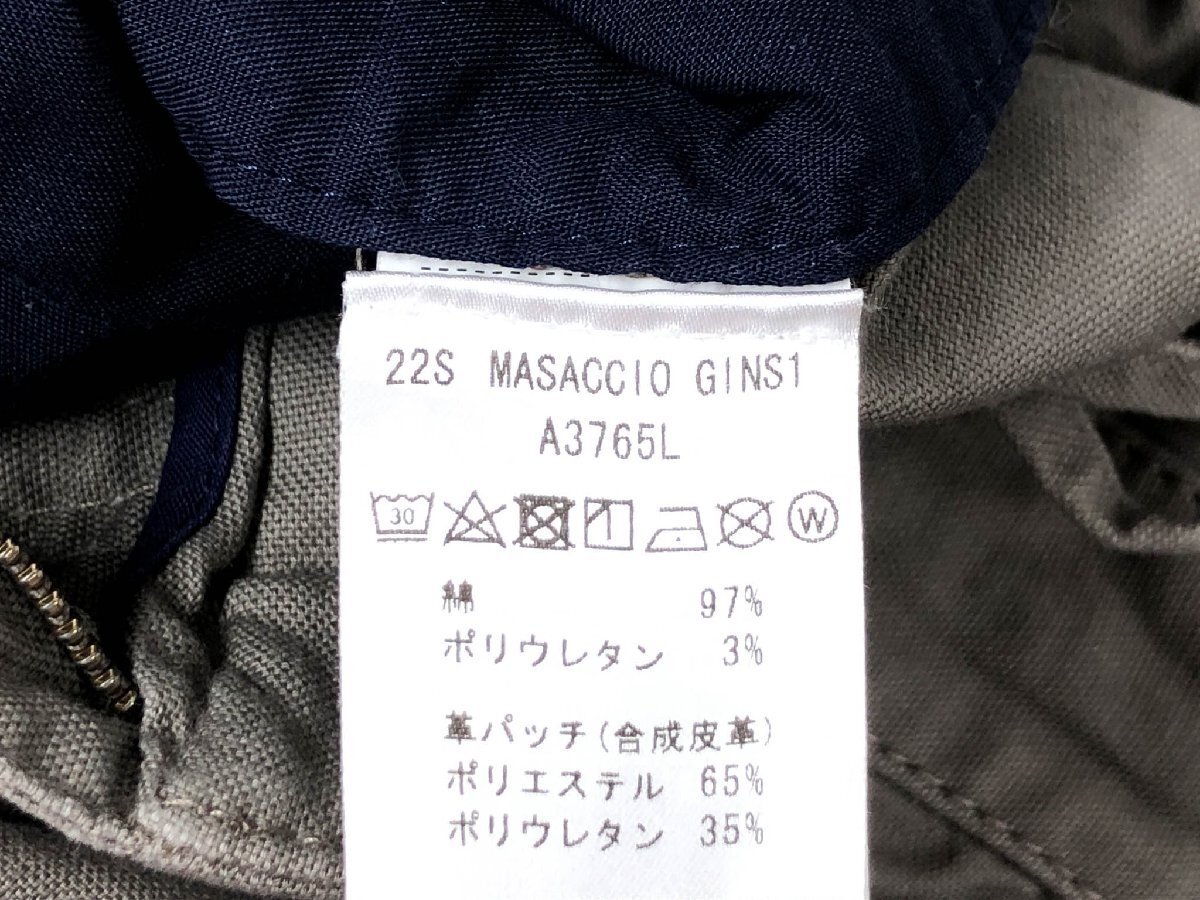 22S MASACCIO GINS1
A3765L
30 W
綿 97%
ポリウレタン 3%
革パッチ(合成皮革)
ポリエステル 65%
ポリウレタン 35%